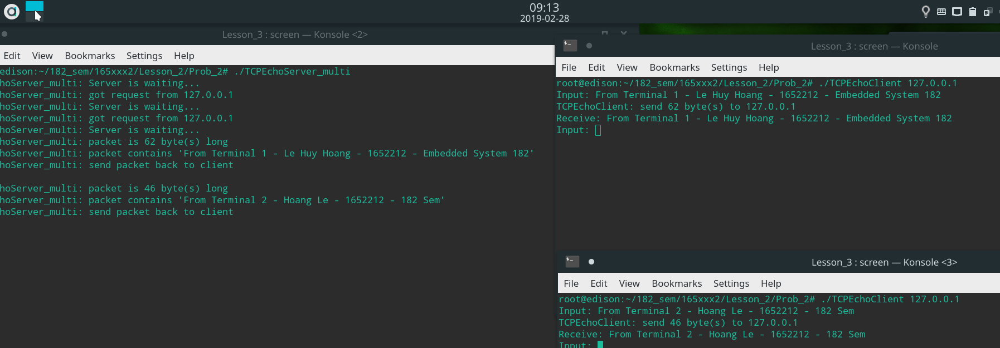 09:13
2019-02-28
Lesson_3 : screen — Konsole <2>
Edit View Bookmarks Settings Help
edison:~/182_sem/165xxx2/Lesson_2/Prob_2# ./TCPEchoServer_multi
hoServer_multi: Server is waiting...
hoServer_multi: got request from 127.0.0.1
hoServer_multi: Server is waiting...
hoServer_multi: got request from 127.0.0.1
hoServer_multi: Server is waiting...
hoServer_multi: packet is 62 byte(s) long
hoServer_multi: packet contains 'From Terminal 1 - Le Huy Hoang - 1652212 - Embedded System 182'
hoServer_multi: send packet back to client
hoServer_multi: packet is 46 byte(s) long
hoServer_multi: packet contains 'From Terminal 2 - Hoang Le - 1652212 - 182 Sem'
hoServer_multi: send packet back to client
Lesson_3 : screen — Konsole
File Edit View Bookmarks Settings Help
root@edison:~/182_sem/165xxx2/Lesson_2/Prob_2# ./TCPEchoClient 127.0.0.1
Input: From Terminal 1 - Le Huy Hoang - 1652212 - Embedded System 182
TCPEchoClient: send 62 byte(s) to 127.0.0.1
Receive: From Terminal 1 - Le Huy Hoang - 1652212 - Embedded System 182
Input:
Lesson_3 : screen — Konsole <3>
File Edit View Bookmarks Settings Help
root@edison:~/182_sem/165xxx2/Lesson_2/Prob_2# ./TCPEchoClient 127.0.0.1
Input: From Terminal 2 - Hoang Le - 1652212 - 182 Sem
TCPEchoClient: send 46 byte(s) to 127.0.0.1
Receive: From Terminal 2 - Hoang Le - 1652212 - 182 Sem
Input: